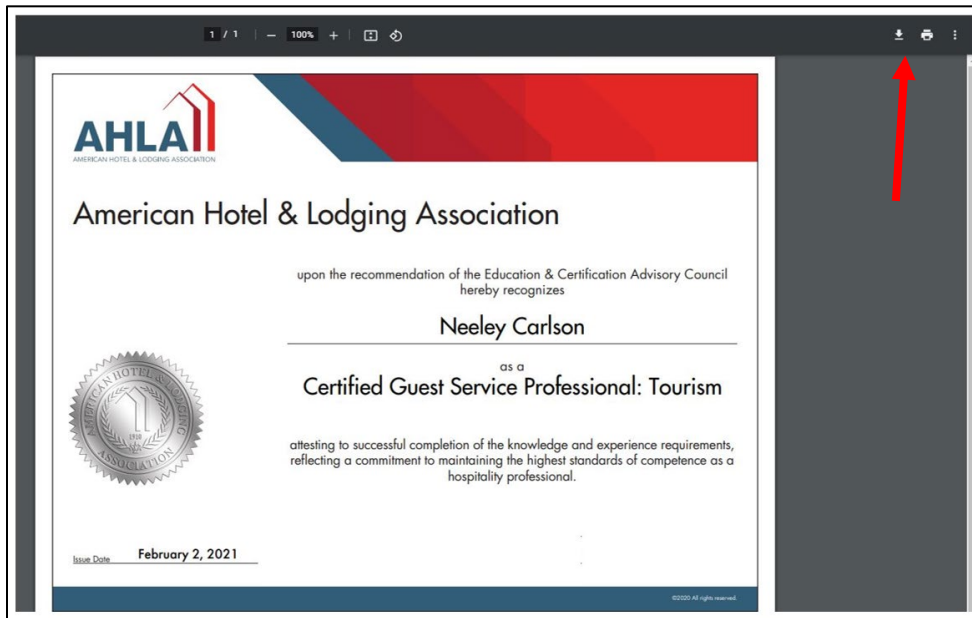 1 / 1 | — 100% + |
AHLA
AMERICAN HOTEL & LODGING ASSOCIATION
American Hotel & Lodging Association
upon the recommendation of the Education & Certification Advisory Council
hereby recognizes
Neeley Carlson
as a
Certified Guest Service Professional: Tourism
AMERICAN HOTEL & LODGING
ASSOCIATION
1910
attesting to successful completion of the knowledge and experience requirements,
reflecting a commitment to maintaining the highest standards of competence as a
hospitality professional.
Issue Date February 2, 2021
©2020 All rights reserved.